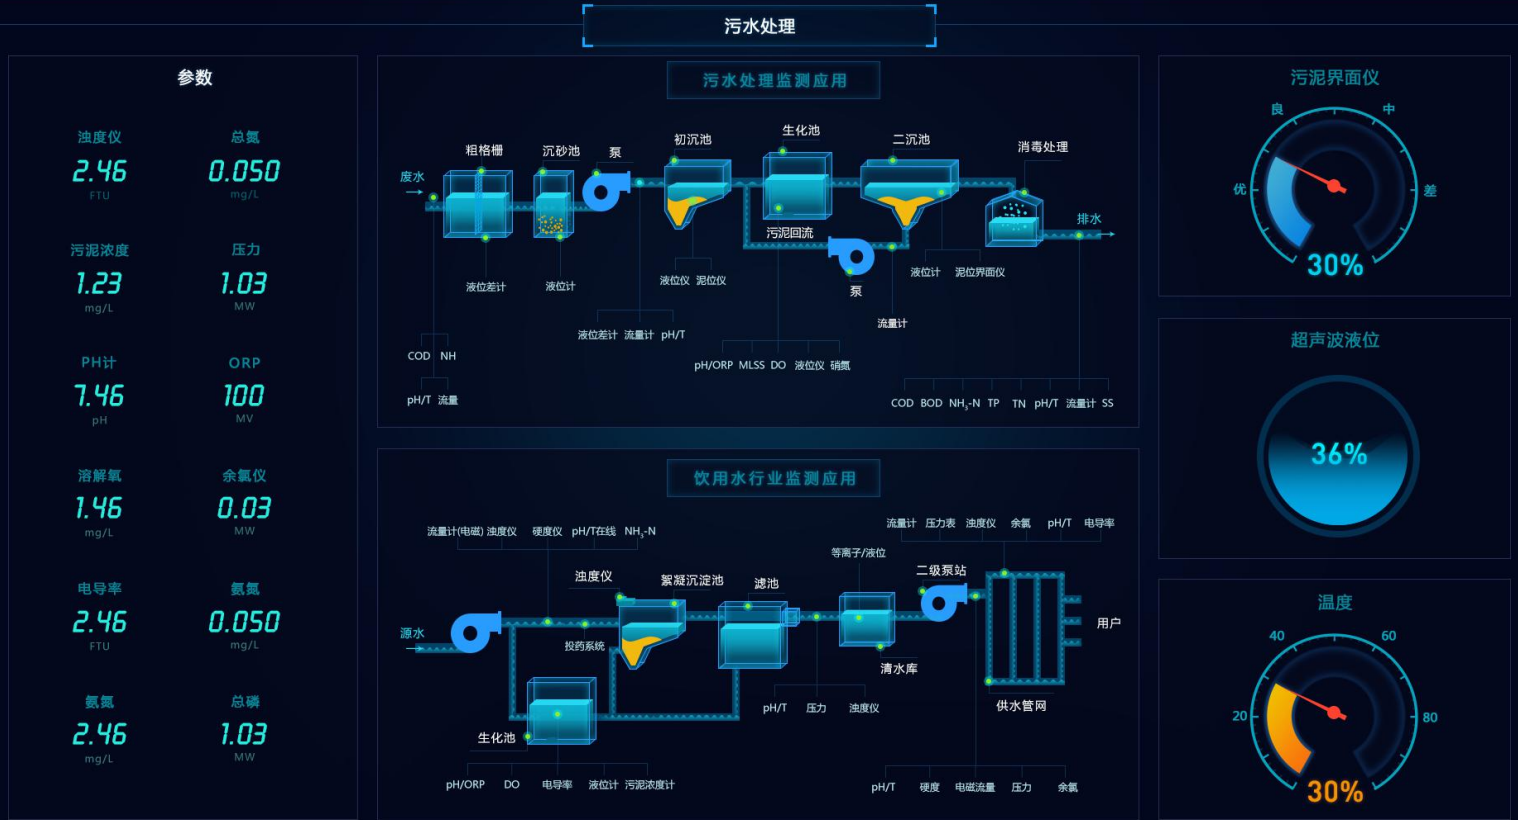 污水处理
参数
浊度仪 总氮
2.46 0.050
FTU mg/L
污泥浓度 压力
1.23 1.03
mg/L MW
PH计 ORP
7.46 100
pH MV
溶解氧 余氯仪
1.46 0.03
mg/L MW
电导率 氨氮
2.46 0.050
FTU mg/L
氨氮 总磷
2.46 1.03
mg/L MW
污水处理监测应用
粗格栅 沉砂池 泵 初沉池 生化池 二沉池 消毒处理
废水
排水
污泥回流
液位差计 液位计
液位仪 泥位仪
泵
液位计 泥位界面仪
流量计
液位差计 流量计 pH/T
COD NH
pH/T 流量
pH/ORP MLSS DO 液位仪 硝氮
COD BOD NH3-N TP TN pH/T 流量计 SS
饮用水行业监测应用
流量计(电磁) 浊度仪 硬度仪 pH/T在线 NH3-N
流量计 压力表 浊度仪 余氯 pH/T 电导率
等离子/液位
浊度仪 絮凝沉淀池 滤池 二级泵站
源水
投药系统
用户
清水库
供水管网
pH/T 压力 浊度仪
生化池
pH/ORP DO 电导率 液位计 污泥浓度计
pH/T 硬度 电磁流量 压力 余氯
污泥界面仪
良 中
优 差
30%
超声波液位
36%
温度
40 60
20 80
30%